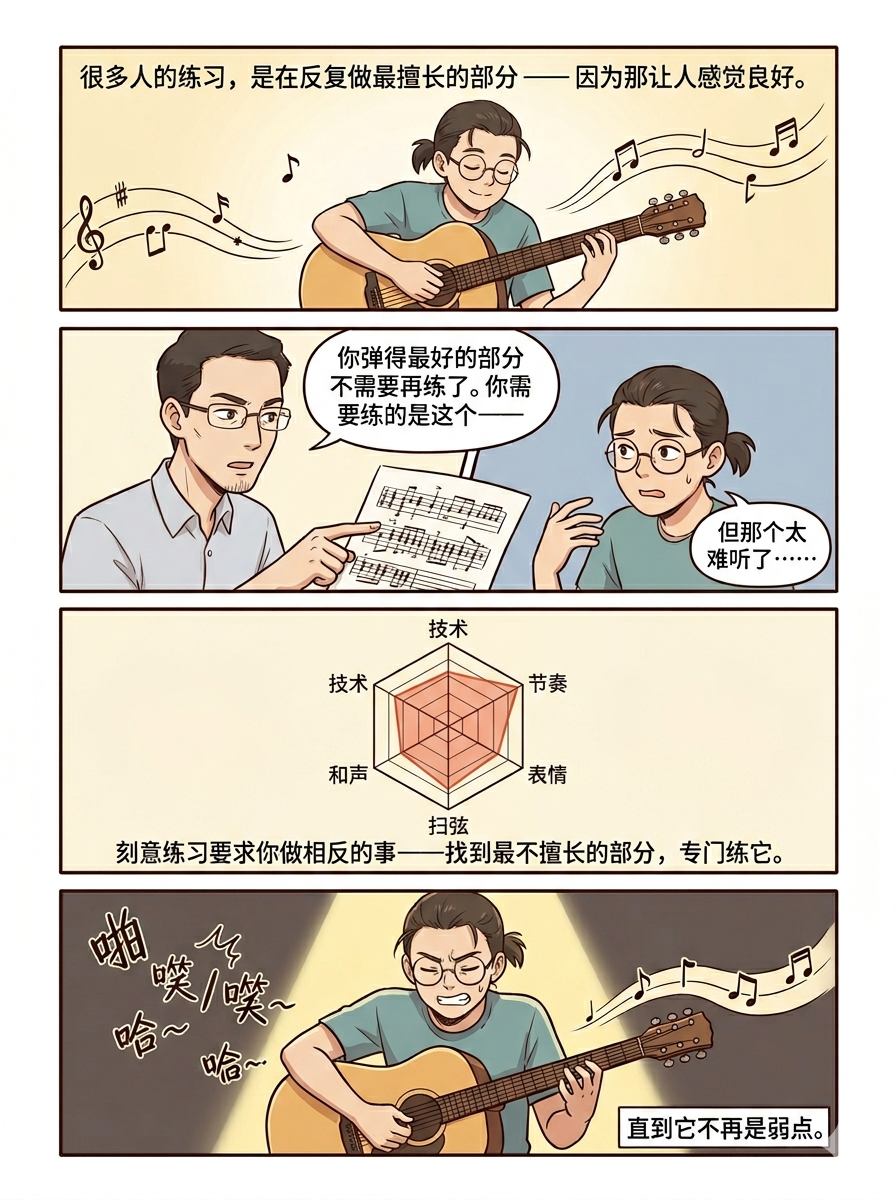 很多人的练习，是在反复做最擅长的部分 —— 因为那让人感觉良好。
你弹得最好的部分
不需要再练了。你需
要练的是这个——
但那个太
难听了……
技术
技术
节奏
和声
表情
扫弦
刻意练习要求你做相反的事——找到最不擅长的部分，专门练它。
啪
哈~
哈~
直到它不再是弱点。